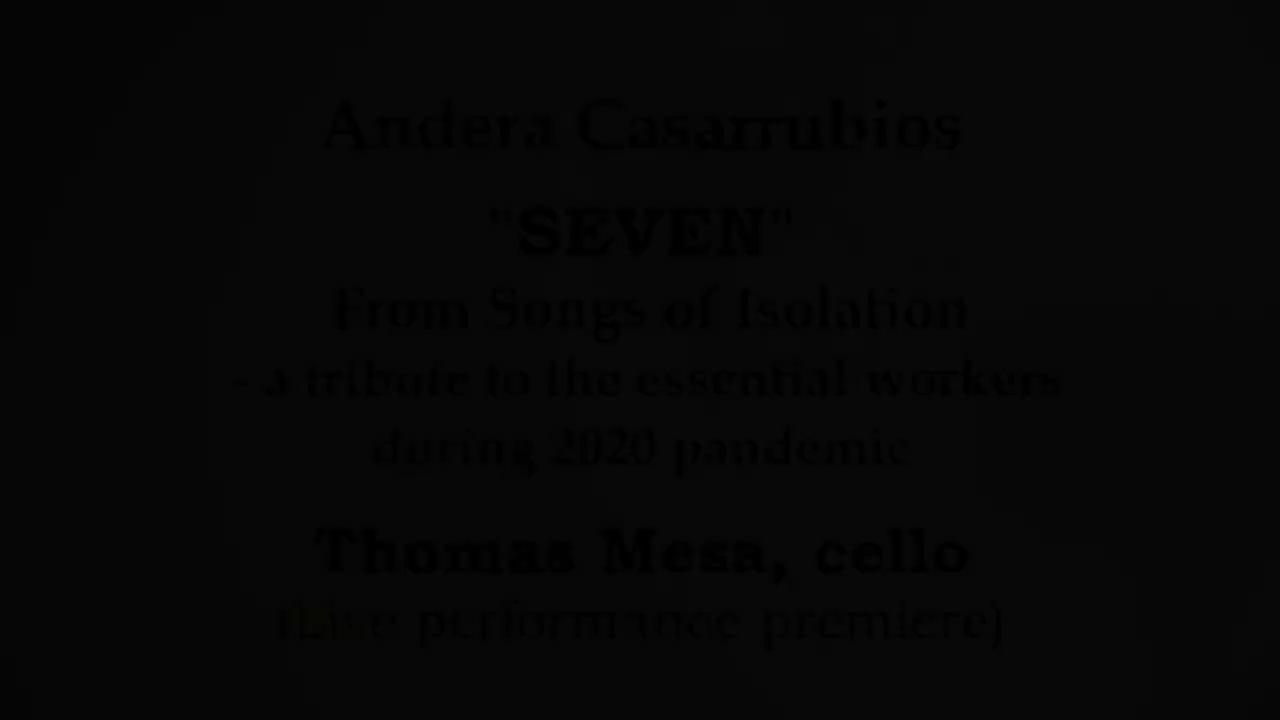 Andera Casarrubios
"SEVEN"
From Songs of Isolation
- a tribute to the essential workers
during 2020 pandemic
Thomas Mesa, cello
(Live performance premiere)